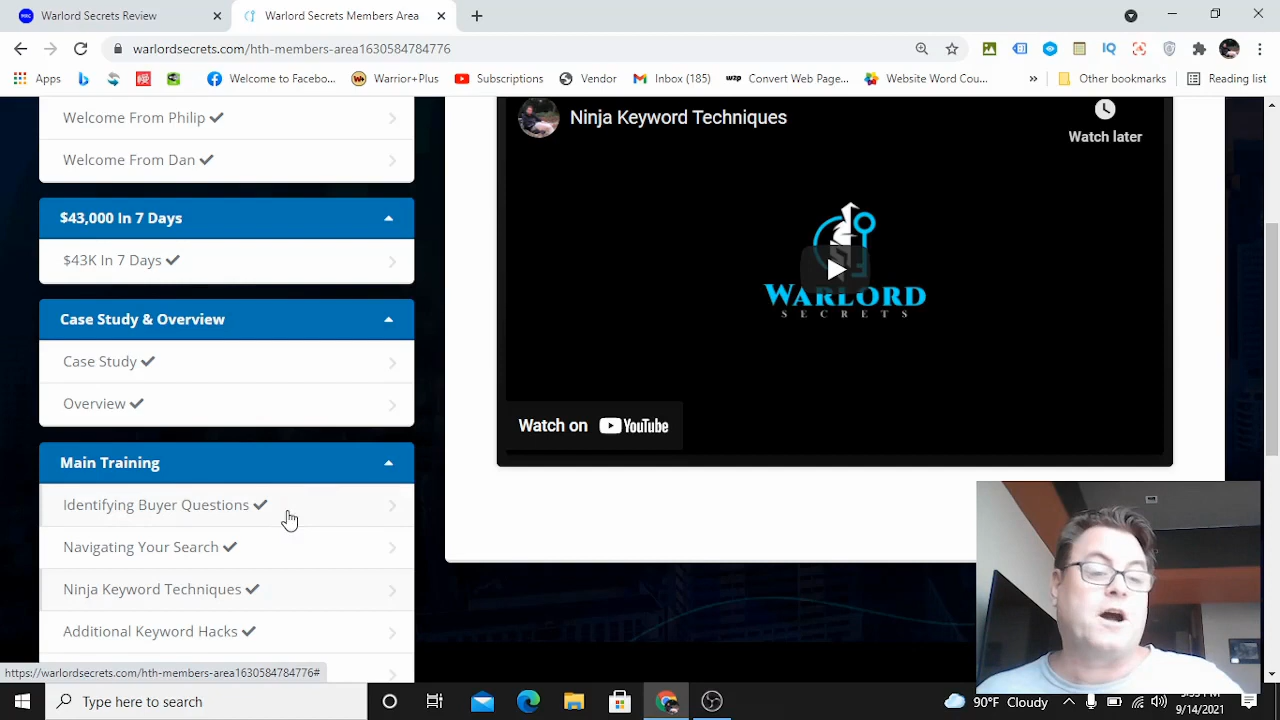 Warlord Secrets Review
Warlord Secrets Members Area
warlordsecrets.com/hth-members-area1630584784776
Apps
Welcome to Facebo...
Warrior+Plus
Subscriptions
Vendor
Inbox (185)
Convert Web Page...
Website Word Cou...
»
Other bookmarks
Reading list
Welcome From Philip
Welcome From Dan
$43,000 In 7 Days
$43K In 7 Days
Case Study & Overview
Case Study
Overview
Main Training
Identifying Buyer Questions
Navigating Your Search
Ninja Keyword Techniques
Additional Keyword Hacks
Ninja Keyword Techniques
Watch later
WARLORD
SECRETS
Watch on YouTube
https://warlordsecrets.com/hth-members-area1630584784776#
Type here to search
90°F Cloudy
9/14/2021